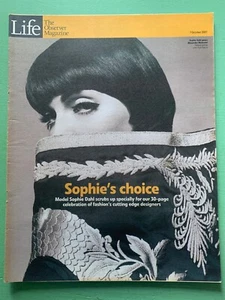 Life
The
Observer
Magazine
Sophie's choice
Model Sophie Dahl scrubs up specially for our 30-page
celebration of fashion's cutting edge designers